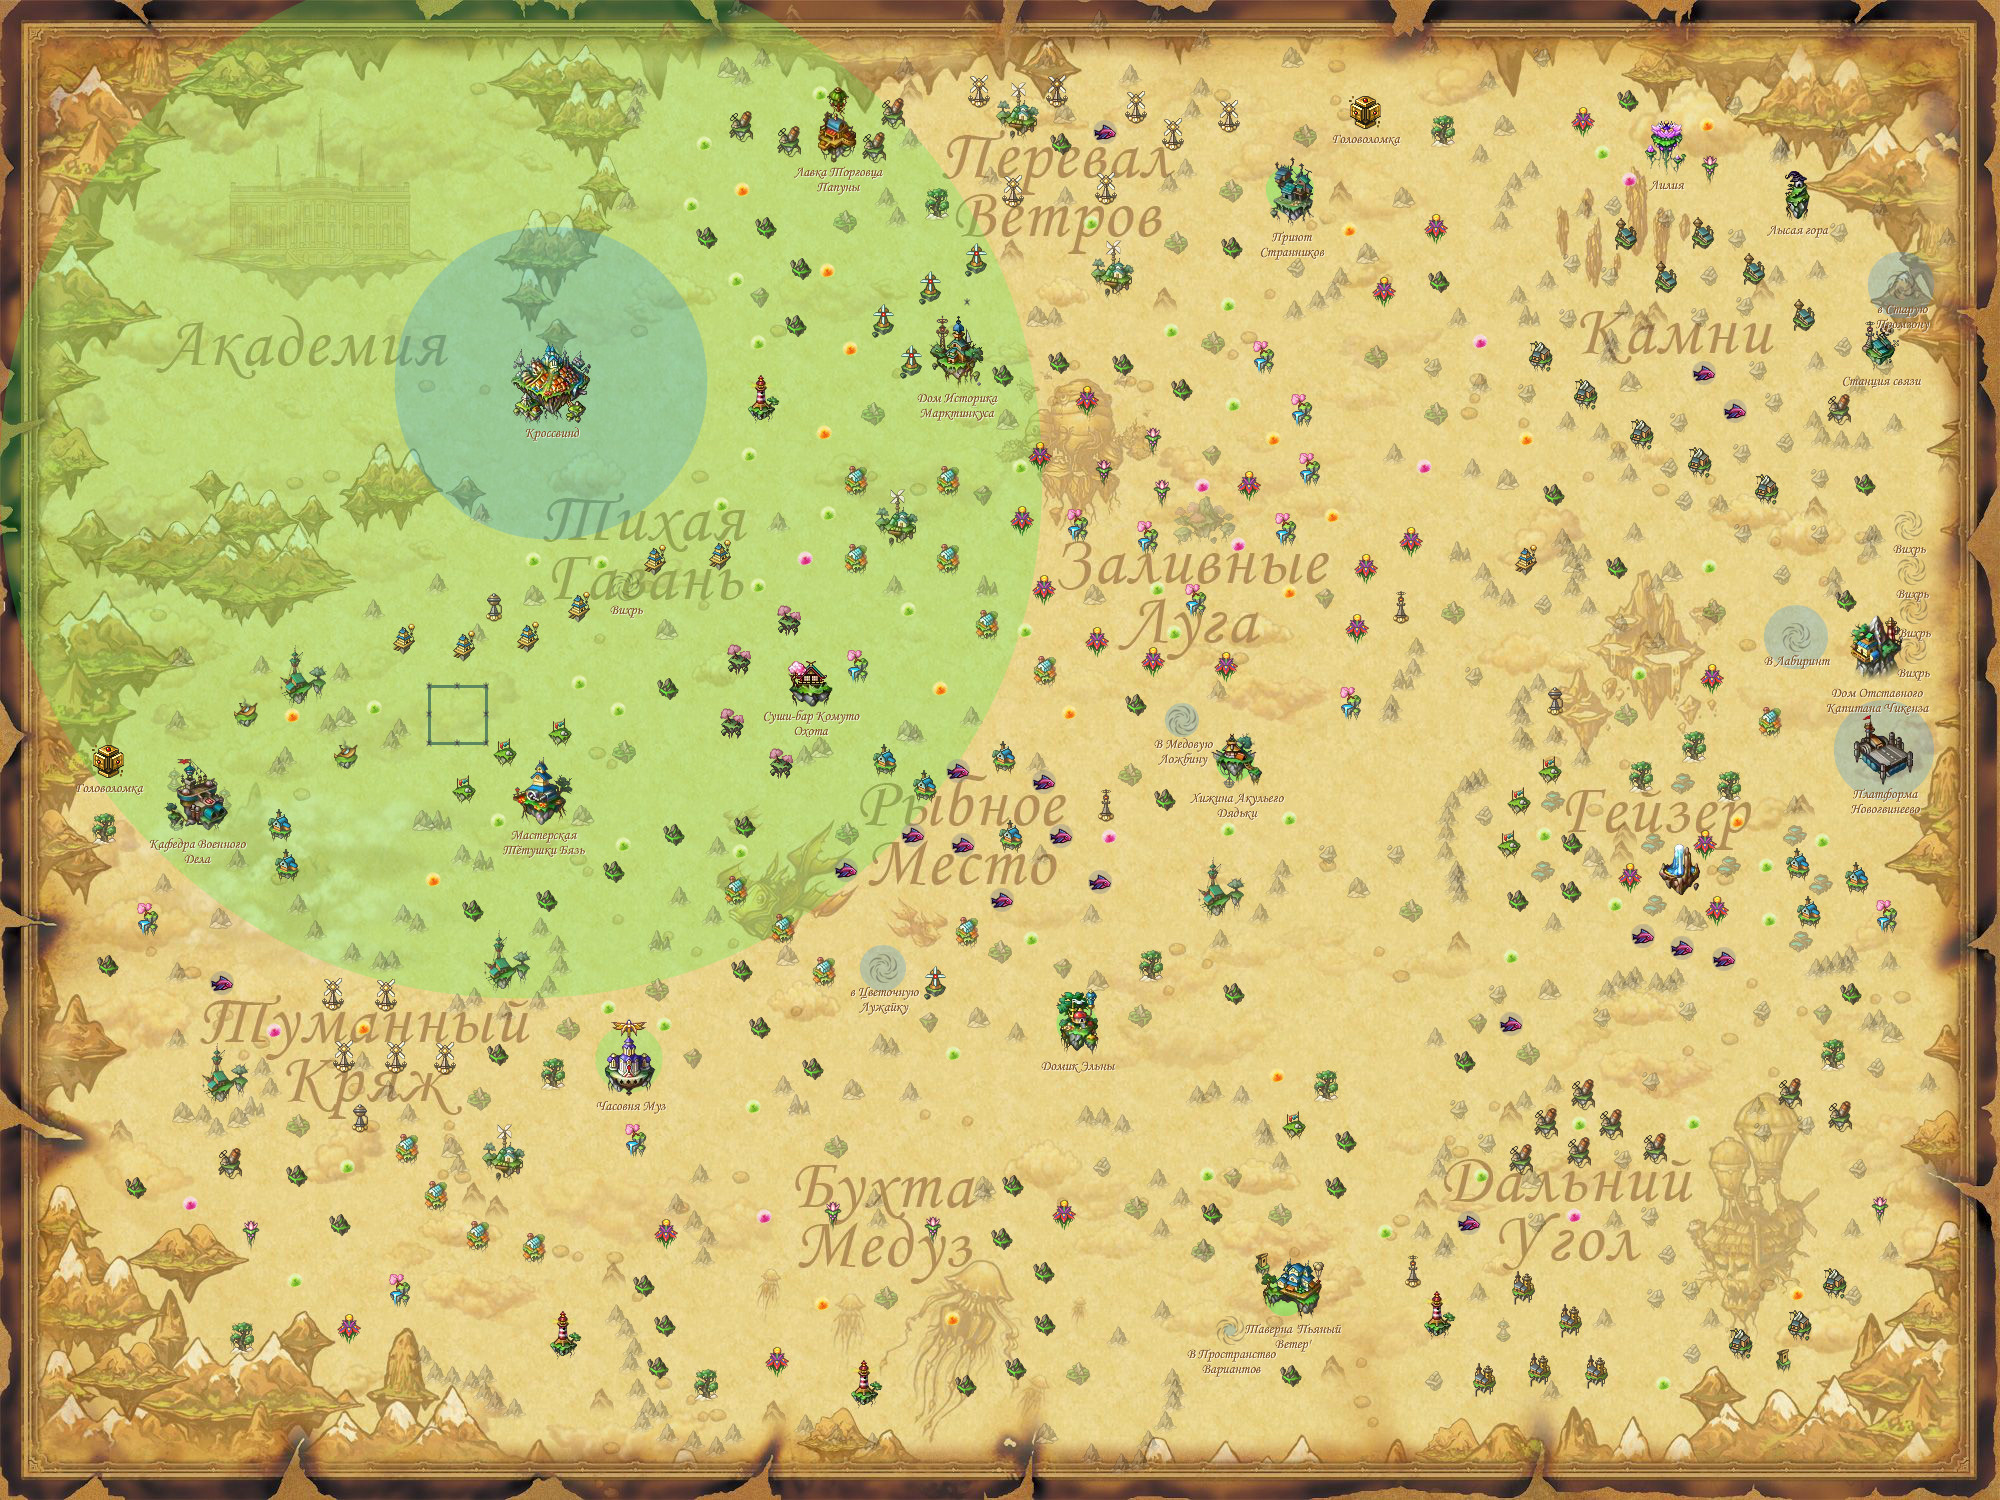 Лавка Торговца
Папуны
Перевал
Ветров
Головоломка
Приют
Странников
Лилия
Лысая гора
Академия
Кроссвинд
Дом Историка
Марктинкуса
Камни
в Старую
Промзону
Станция связи
Тихая
Гавань
Вихрь
Заливные
Луга
Вихрь
Вихрь
Вихрь
Вихрь
В Лабиринт
Дом Отставного
Капитана Чикенза
Суши-бар Комуто
Охота
В Медовую
Ложбину
Хижина Акульего
Дядьки
Платформа
Новогвинеево
Головоломка
Кафедра Военного
Дела
Мастерская
Тётушки Бязь
Рыбное
Место
Гейзер
в Цветочную
Лужайку
Туманный
Кряж
Часовня Муз
Домик Эльны
Бухта
Медуз
Дальний
Угол
Таверна 'Пьяный
Ветер'
В Пространство
Вариантов